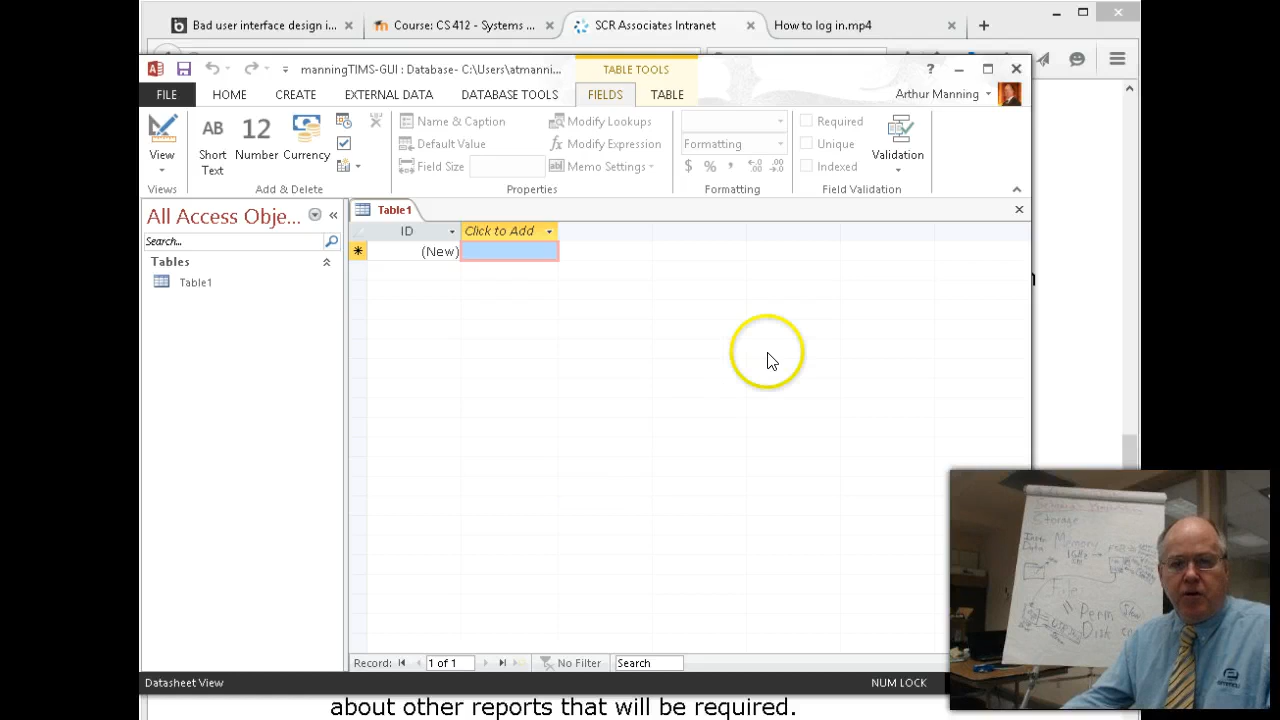 Bad user interface design i...
Course: CS 412 - Systems ...
SCR Associates Intranet
How to log in.mp4
manningTIMS-GUI : Database- C:\Users\atmanni...
TABLE TOOLS
?
FILE
HOME
CREATE
EXTERNAL DATA
DATABASE TOOLS
FIELDS
TABLE
Arthur Manning
View
AB
Short
Text
12
Number
Currency
Name & Caption
Default Value
Field Size
Modify Lookups
Modify Expression
Memo Settings
Formatting
$ % ,
Required
Unique
Indexed
Validation
Views
Add & Delete
Properties
Formatting
Field Validation
All Access Obje...
Search...
Tables
Table1
Table1
ID
Click to Add
(New)
Record:
1 of 1
No Filter
Search
Datasheet View
NUM LOCK
about other reports that will be required.
Storage
Memory
File
Perm
Disk